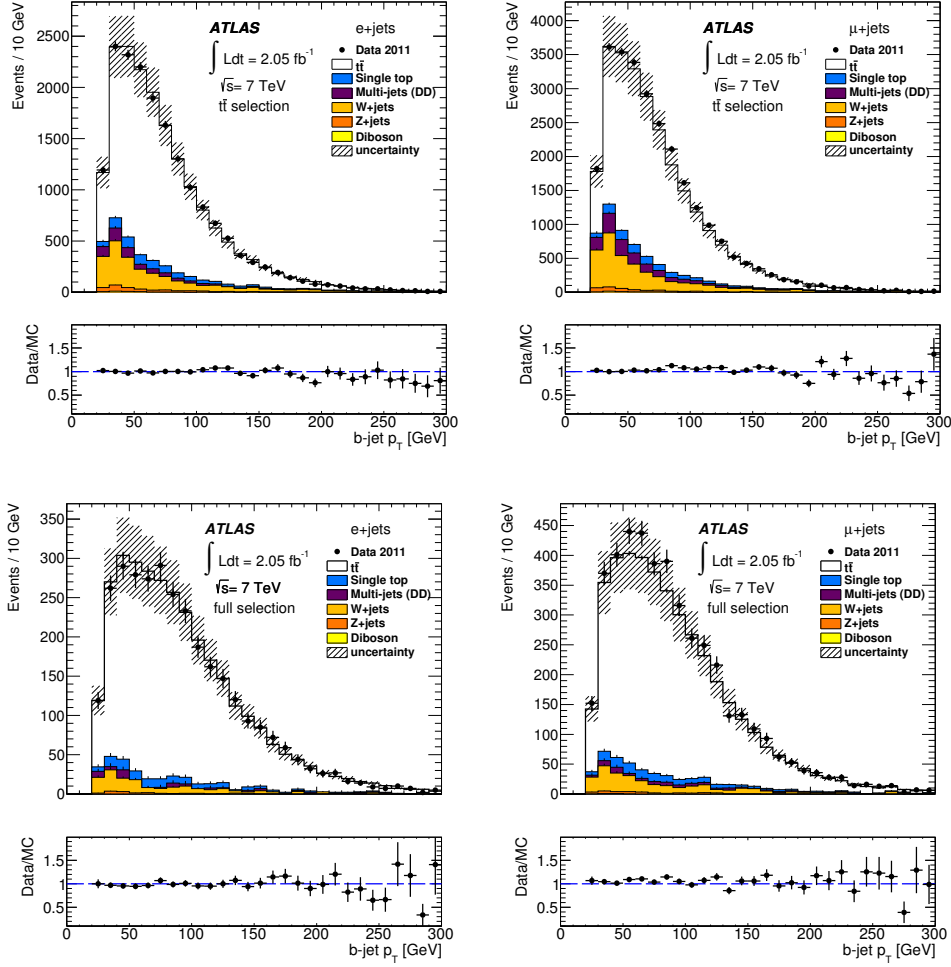 Events / 10 GeV
2500
2000
1500
1000
500
0
ATLAS
e+jets
∫ Ldt = 2.05 fb⁻¹
√s= 7 TeV
tt̄ selection
Data 2011
tt̄
Single top
Multi-jets (DD)
W+jets
Z+jets
Diboson
uncertainty
Data/MC
1.5
1
0.5
0 50 100 150 200 250 300
b-jet p_T [GeV]
Events / 10 GeV
4000
3500
3000
2500
2000
1500
1000
500
0
ATLAS
μ+jets
∫ Ldt = 2.05 fb⁻¹
√s= 7 TeV
tt̄ selection
Data 2011
tt̄
Single top
Multi-jets (DD)
W+jets
Z+jets
Diboson
uncertainty
Data/MC
1.5
1
0.5
0 50 100 150 200 250 300
b-jet p_T [GeV]
Events / 10 GeV
350
300
250
200
150
100
50
0
ATLAS
e+jets
∫ Ldt = 2.05 fb⁻¹
√s= 7 TeV
full selection
Data 2011
tt̄
Single top
Multi-jets (DD)
W+jets
Z+jets
Diboson
uncertainty
Data/MC
1.5
1
0.5
0 50 100 150 200 250 300
b-jet p_T [GeV]
Events / 10 GeV
450
400
350
300
250
200
150
100
50
0
ATLAS
μ+jets
∫ Ldt = 2.05 fb⁻¹
√s= 7 TeV
full selection
Data 2011
tt̄
Single top
Multi-jets (DD)
W+jets
Z+jets
Diboson
uncertainty
Data/MC
1.5
1
0.5
0 50 100 150 200 250 300
b-jet p_T [GeV]